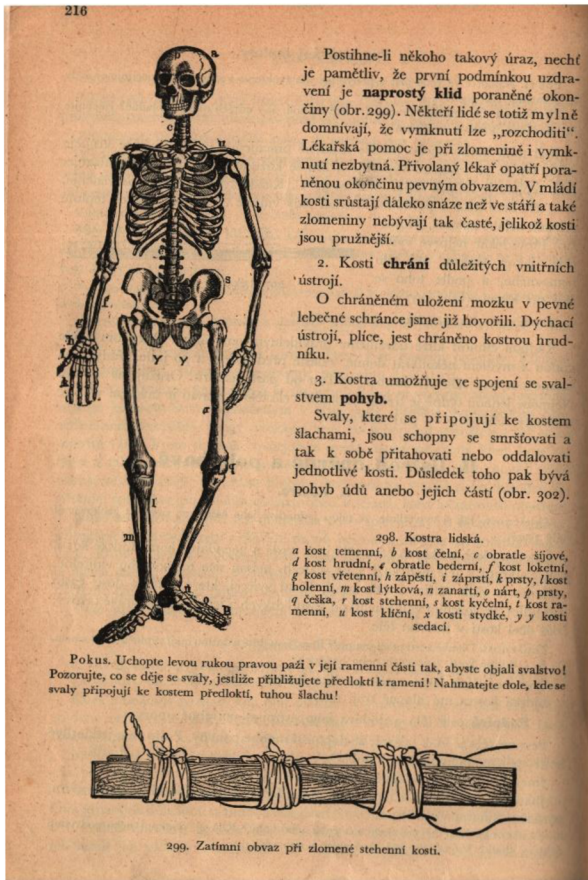 216
Postihne-li někoho takový úraz, nechť
je pamětliv, že první podmínkou uzdra-
vení je naprostý klid poraněné okon-
činy (obr. 299). Někteří lidé se totiž mylně
domnívají, že vymknutí lze „rozchoditi“.
Lékařská pomoc je při zlomenině i vymk-
nutí nezbytná. Přivolaný lékař opatří pora-
něnou okončinu pevným obvazem. V mládí
kosti srůstají daleko snáze než ve stáří a také
zlomeniny nebývají tak časté, jelikož kosti
jsou pružnější.
2. Kosti chrání důležitých vnitřních
ústrojí.
O chráněném uložení mozku v pevné
lebečné schránce jsme již hovořili. Dýchací
ústrojí, plíce, jest chráněno kostrou hrud-
níku.
3. Kostra umožňuje ve spojení se sval-
stvem pohyb.
Svaly, které se připojují ke kostem
šlachami, jsou schopny se smršťovati a
tak k sobě přitahovati nebo oddalovati
jednotlivé kosti. Důsledek toho pak bývá
pohyb údů anebo jejich částí (obr. 302).
298. Kostra lidská.
a kost temenní, b kost čelní, c obratle šíjové,
d kost hrudní, e obratle bederní, f kost loketní,
g kost vřetenní, h zápěstí, i záprstí, k prsty, l kost
holenní, m kost lýtková, n zanartí, o nárt, p prsty,
q češka, r kost stehenní, s kost kyčelní, t kost ra-
menní, u kost klíční, x kosti stydké, y y kosti
sedací.
Pokus. Uchopte levou rukou pravou paži v její ramenní části tak, abyste objali svalstvo!
Pozorujte, co se děje se svaly, jestliže přibližujete předloktí k rameni! Nahmatejte dole, kde se
svaly připojují ke kostem předloktí, tuhou šlachu!
299. Zatímní obvaz při zlomené stehenní kosti.